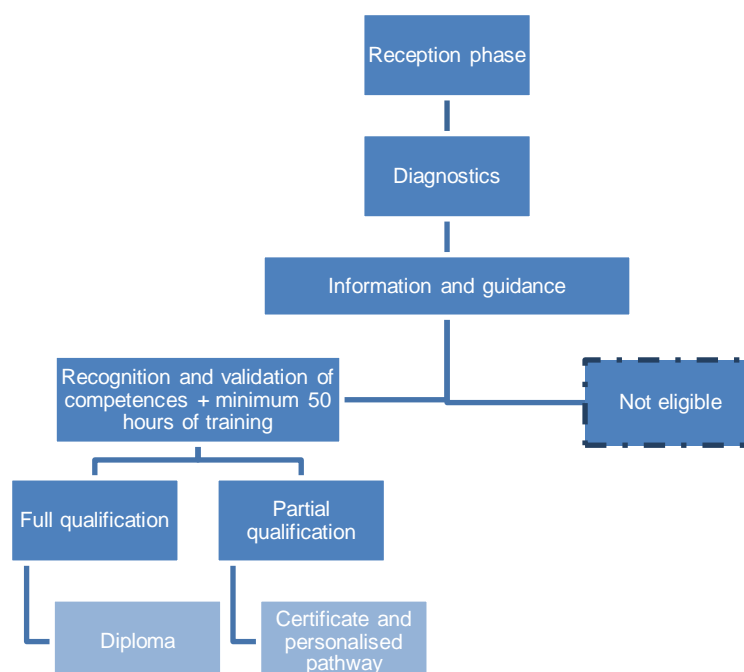 Reception phase
Diagnostics
Information and guidance
Recognition and validation of
competences + minimum 50
hours of training
Not eligible
Full qualification
Partial
qualification
Diploma
Certificate and
personalised
pathway